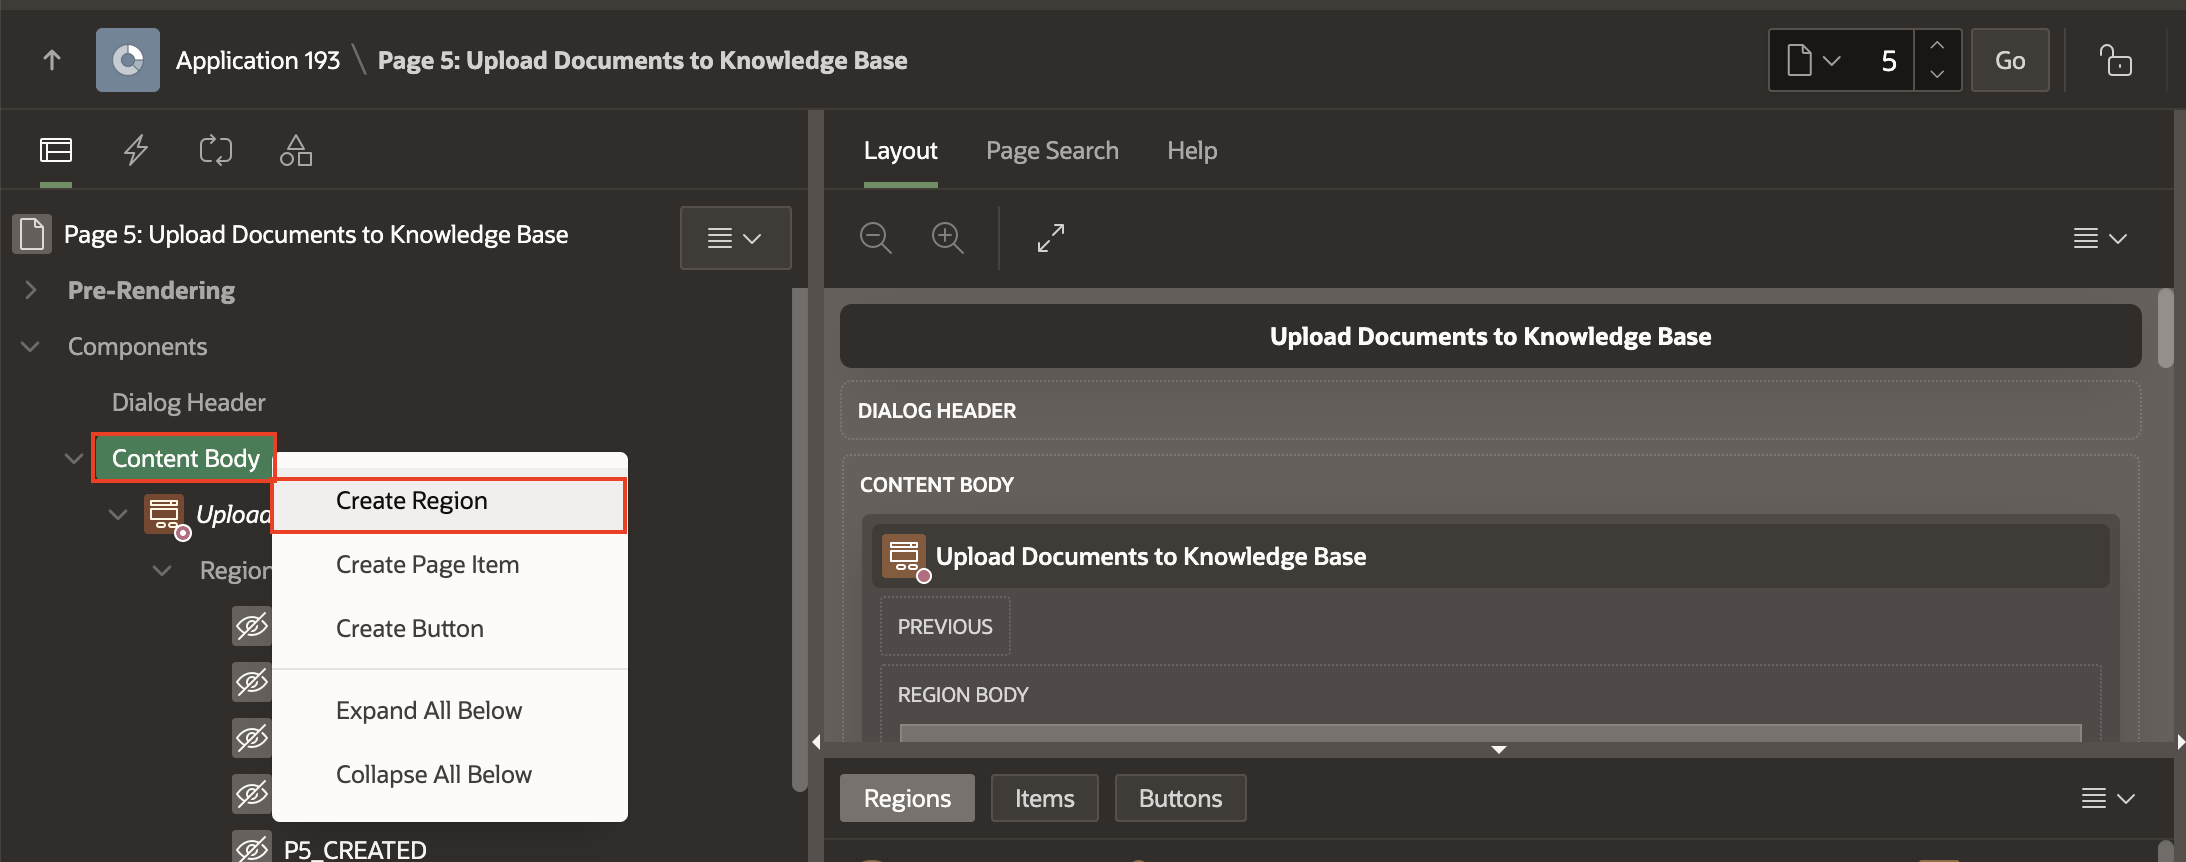 Application 193 \ Page 5: Upload Documents to Knowledge Base
5
Go
Layout
Page Search
Help
Page 5: Upload Documents to Knowledge Base
Pre-Rendering
Components
Dialog Header
Content Body
Upload
Region
P5_CREATED
Create Region
Create Page Item
Create Button
Expand All Below
Collapse All Below
Upload Documents to Knowledge Base
DIALOG HEADER
CONTENT BODY
Upload Documents to Knowledge Base
PREVIOUS
REGION BODY
Regions
Items
Buttons